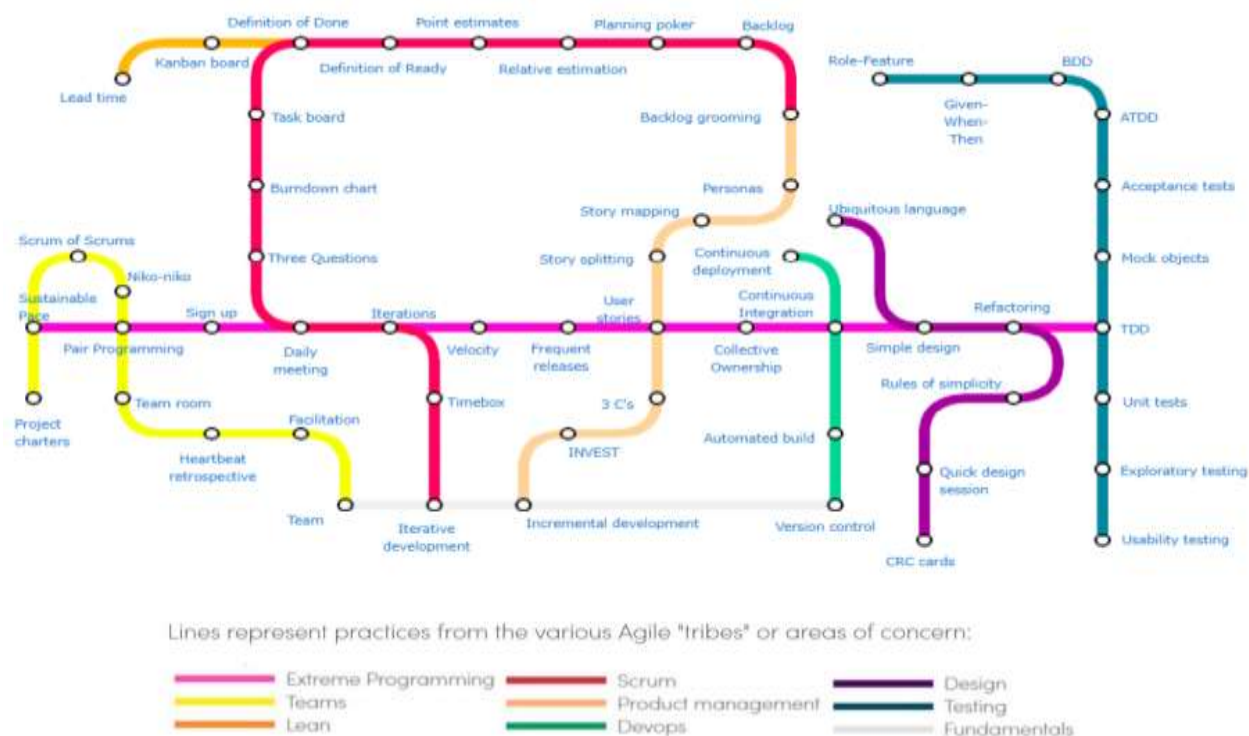 Definition of Done
Point estimates
Planning poker
Backlog
Kanban board
Definition of Ready
Relative estimation
Role-Feature
BDD
Lead time
Given-
When-
Then
Task board
Backlog grooming
ATDD
Burndown chart
Personas
Acceptance tests
Story mapping
Ubiquitous language
Scrum of Scrums
Three Questions
Story splitting
Continuous
deployment
Mock objects
Niko-niko
Sustainable
Pace
Sign up
Iterations
User
stories
Continuous
Integration
Refactoring
TDD
Pair Programming
Daily
meeting
Velocity
Frequent
releases
Collective
Ownership
Simple design
Rules of simplicity
Project
charters
Team room
Timebox
3 C's
Unit tests
Facilitation
Heartbeat
retrospective
INVEST
Automated build
Quick design
session
Exploratory testing
Team
Iterative
development
Incremental development
Version control
CRC cards
Usability testing
Lines represent practices from the various Agile "tribes" or areas of concern:
Extreme Programming
Teams
Lean
Scrum
Product management
Devops
Design
Testing
Fundamentals